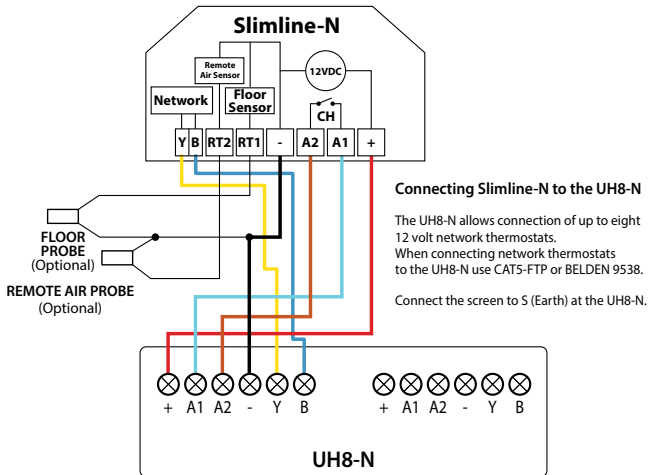 Slimline-N
Remote
Air Sensor
12VDC
Network
Floor
Sensor
CH
Y B RT2 RT1 - A2 A1 +
Connecting Slimline-N to the UH8-N
The UH8-N allows connection of up to eight
12 volt network thermostats.
When connecting network thermostats
to the UH8-N use CAT5-FTP or BELDEN 9538.
Connect the screen to S (Earth) at the UH8-N.
FLOOR
PROBE
(Optional)
REMOTE AIR PROBE
(Optional)
+ A1 A2 - Y B
+ A1 A2 - Y B
UH8-N